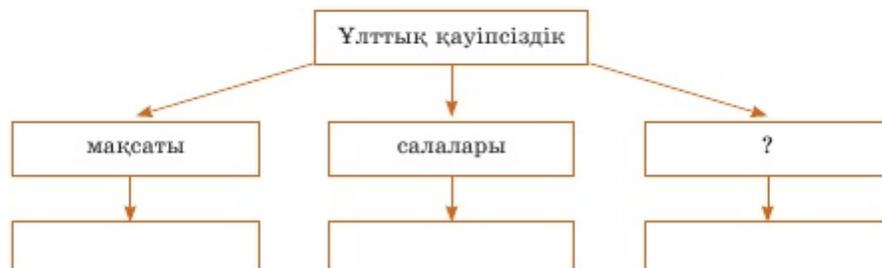 Ұлттық қауіпсіздік
мақсаты
салалары
?